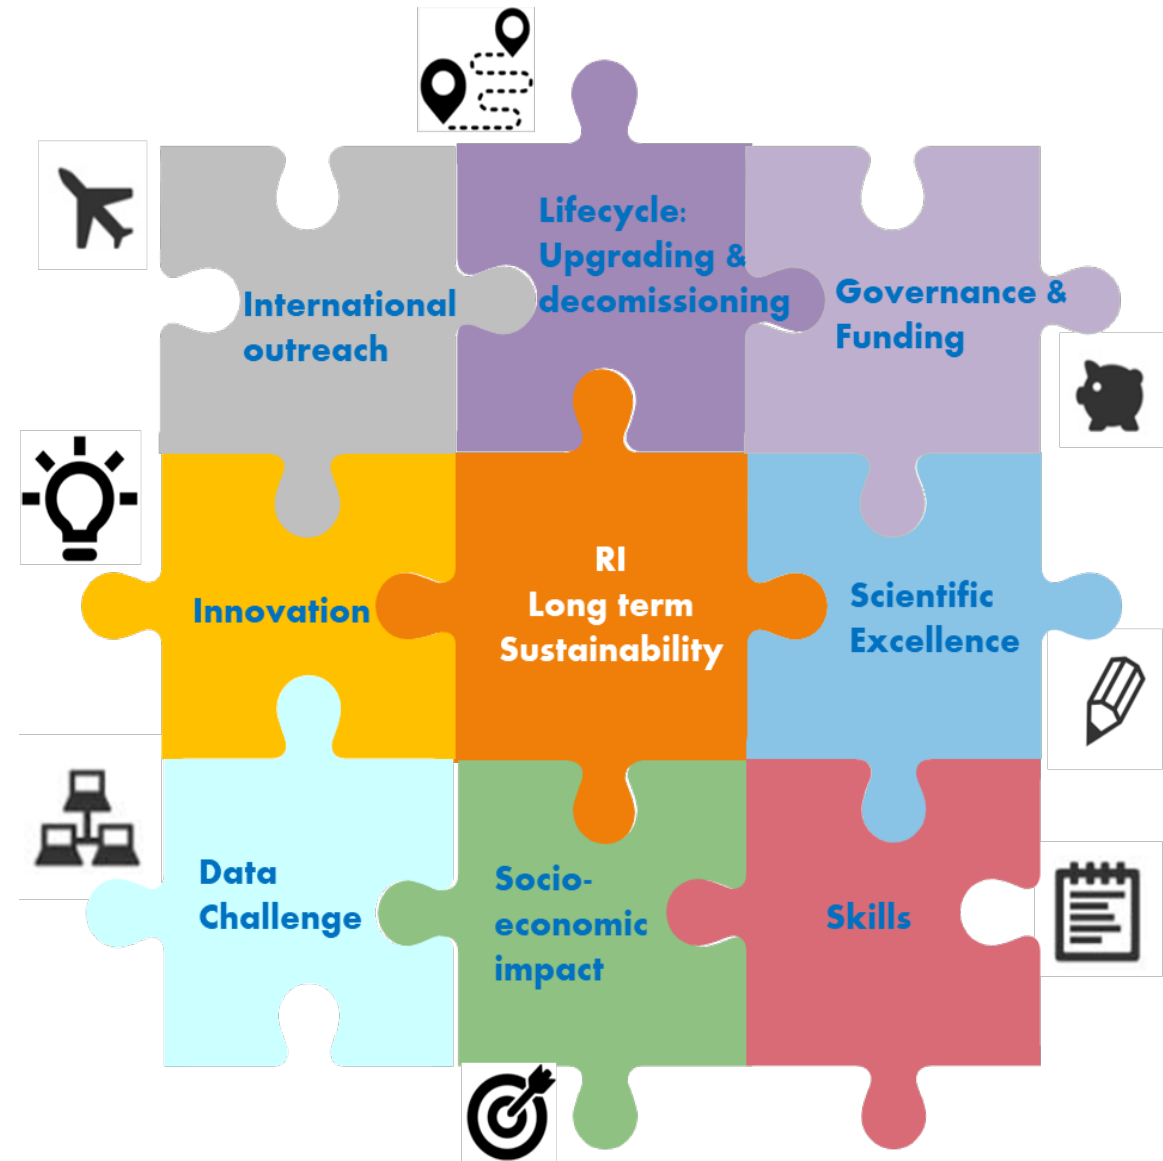 International
outreach
Lifecycle:
Upgrading &
decomissioning
Governance &
Funding
Innovation
RI
Long term
Sustainability
Scientific
Excellence
Data
Challenge
Socio-
economic
impact
Skills